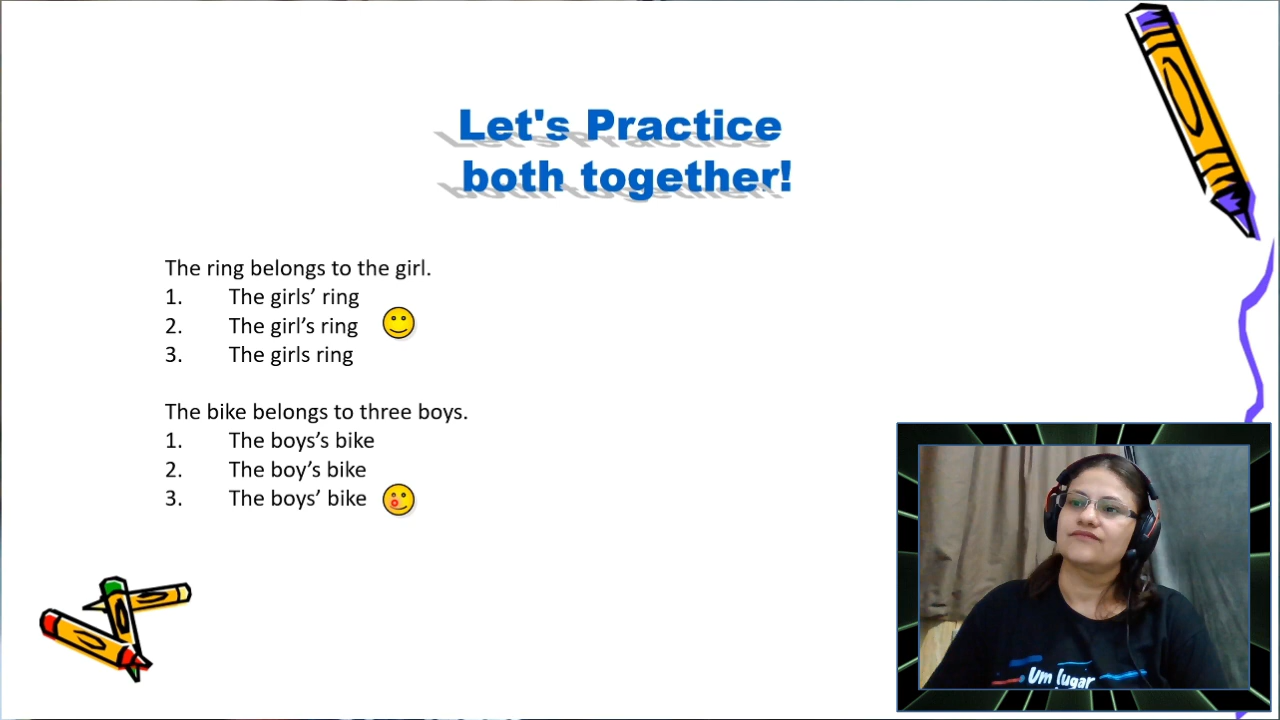 Let's Practice
both together!
The ring belongs to the girl.
1. The girls’ ring
2. The girl’s ring
3. The girls ring
The bike belongs to three boys.
1. The boys’s bike
2. The boy’s bike
3. The boys’ bike
Um lugar